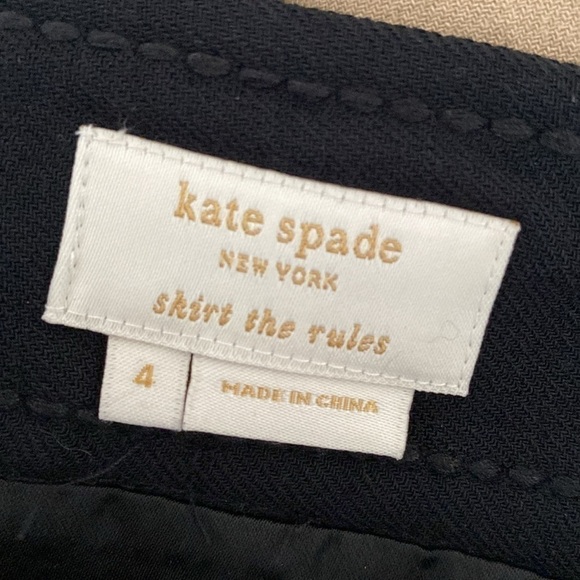 kate spade
NEW YORK
skirt the rules
4
MADE IN CHINA